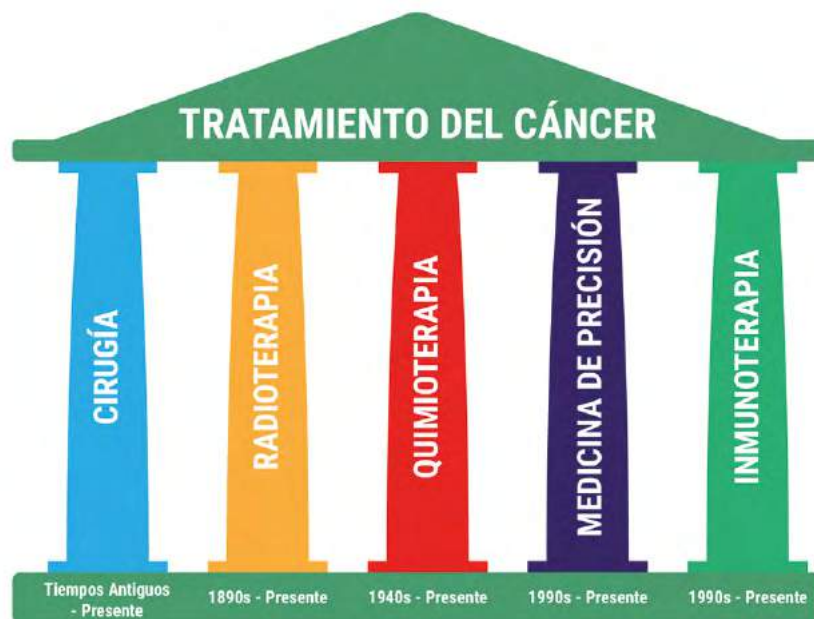 TRATAMIENTO DEL CÁNCER
CIRUGÍA
RADIOTERAPIA
QUIMIOTERAPIA
MEDICINA DE PRECISIÓN
INMUNOTERAPIA
Tiempos Antiguos
- Presente
1890s - Presente
1940s - Presente
1990s - Presente
1990s - Presente